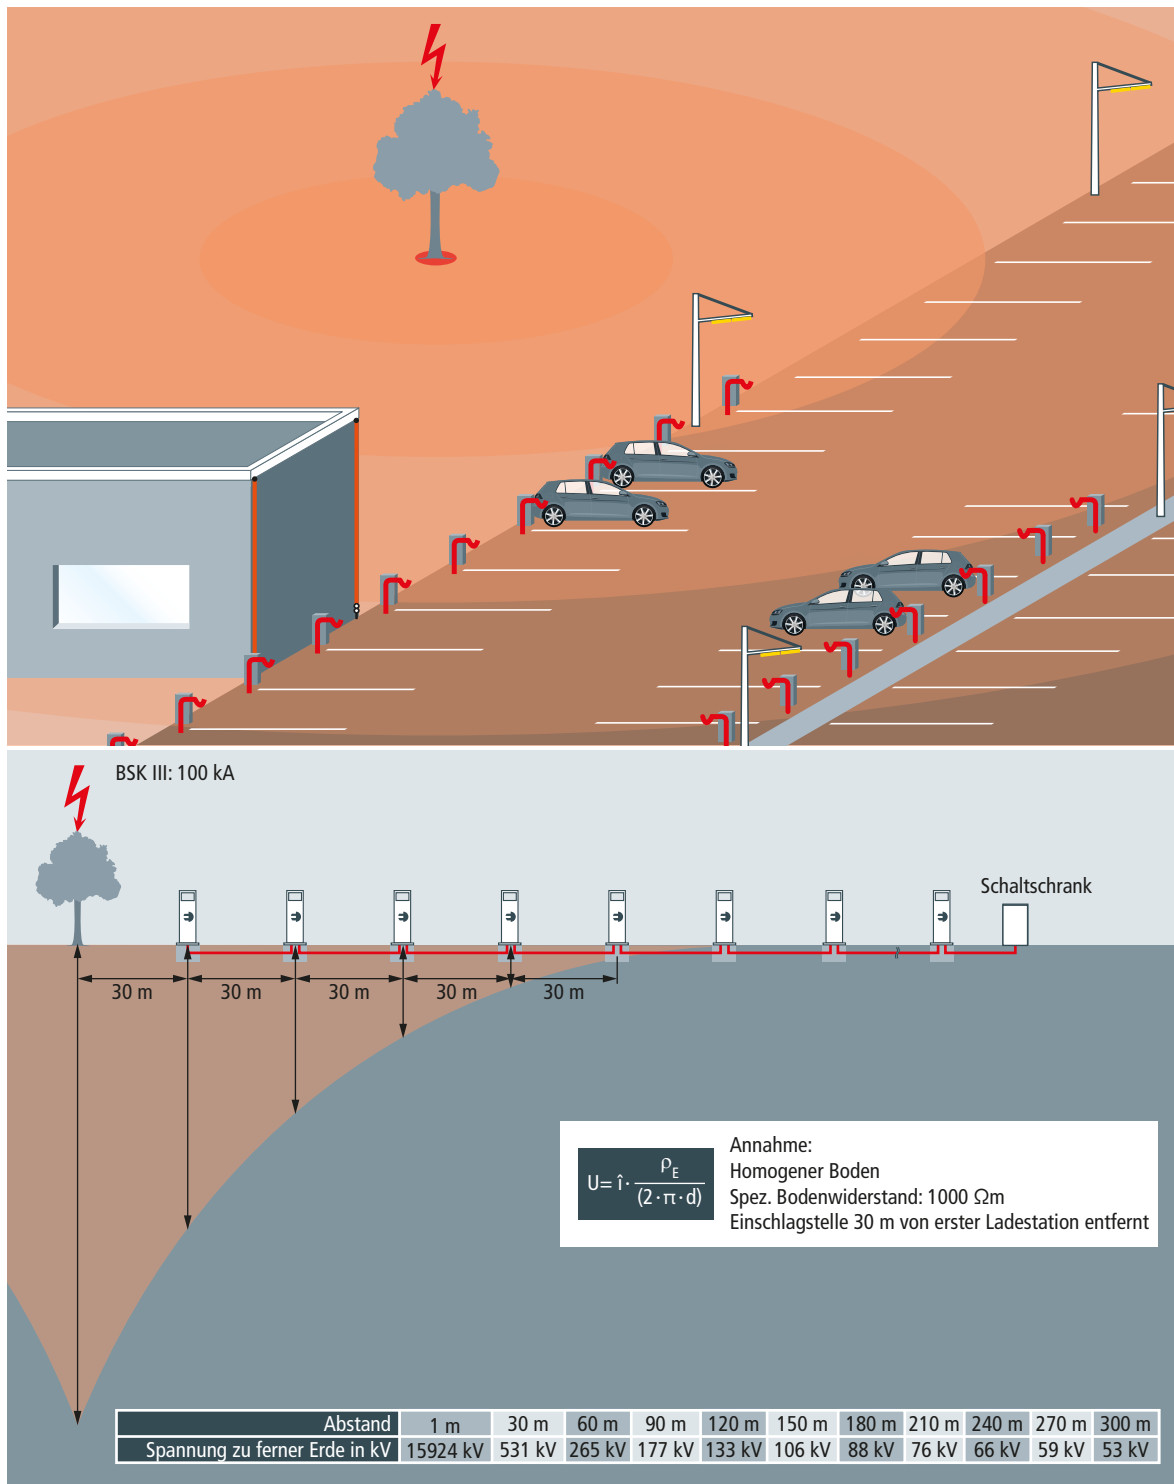 BSK III: 100 kA
Schaltschrank
30 m
30 m
30 m
30 m
30 m
U= î · ρE / (2 · π · d)
Annahme:
Homogener Boden
Spez. Bodenwiderstand: 1000 Ωm
Einschlagstelle 30 m von erster Ladestation entfernt
Abstand 1 m 30 m 60 m 90 m 120 m 150 m 180 m 210 m 240 m 270 m 300 m
Spannung zu ferner Erde in kV 15924 kV 531 kV 265 kV 177 kV 133 kV 106 kV 88 kV 76 kV 66 kV 59 kV 53 kV